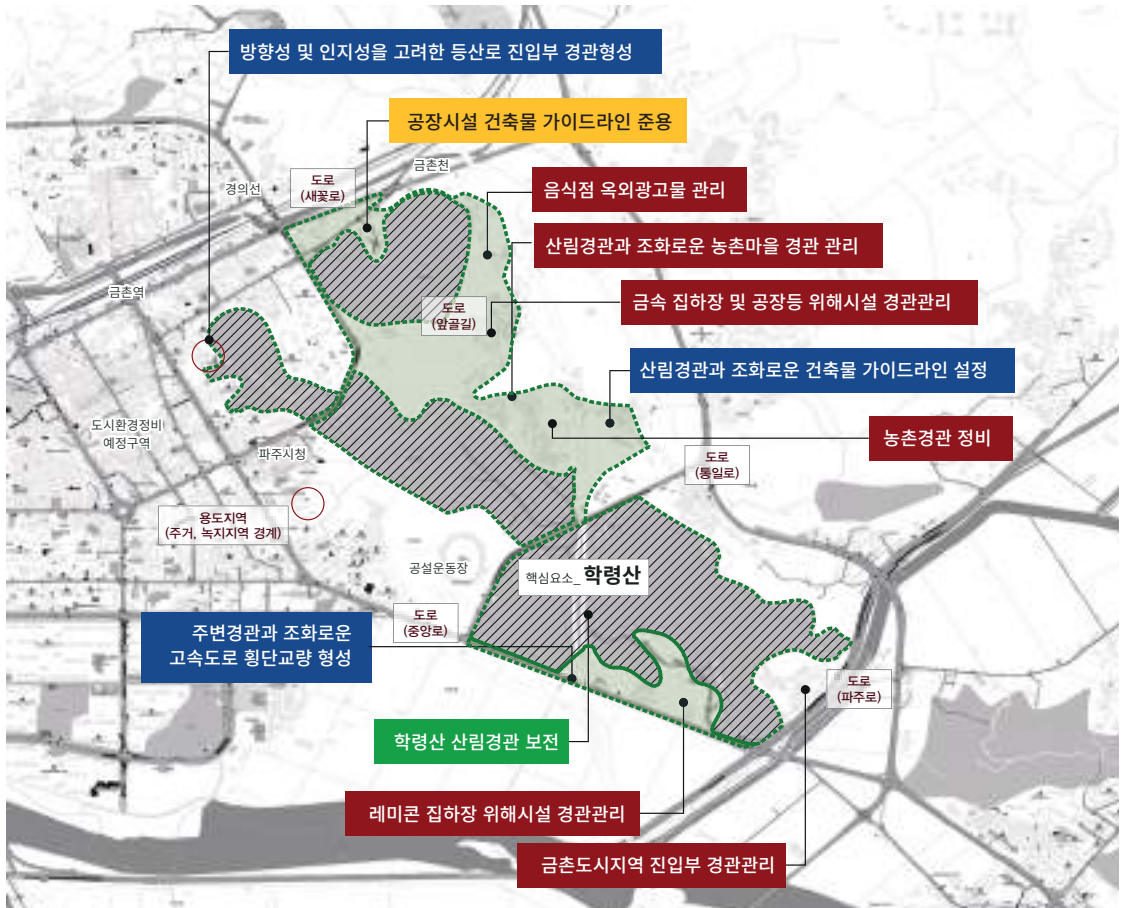 방향성 및 인지성을 고려한 등산로 진입부 경관형성
공장시설 건축물 가이드라인 준용
금촌천
경의선
도로
(새꽃로)
음식점 옥외광고물 관리
산림경관과 조화로운 농촌마을 경관 관리
금촌역
금속 집하장 및 공장등 위해시설 경관관리
도로
(앞골길)
산림경관과 조화로운 건축물 가이드라인 설정
도시환경정비
예정구역
농촌경관 정비
파주시청
도로
(통일로)
용도지역
(주거, 녹지지역 경계)
공설운동장
핵심요소_ 학령산
도로
(중앙로)
주변경관과 조화로운
고속도로 횡단교량 형성
도로
(파주로)
학령산 산림경관 보전
레미콘 집하장 위해시설 경관관리
금촌도시지역 진입부 경관관리